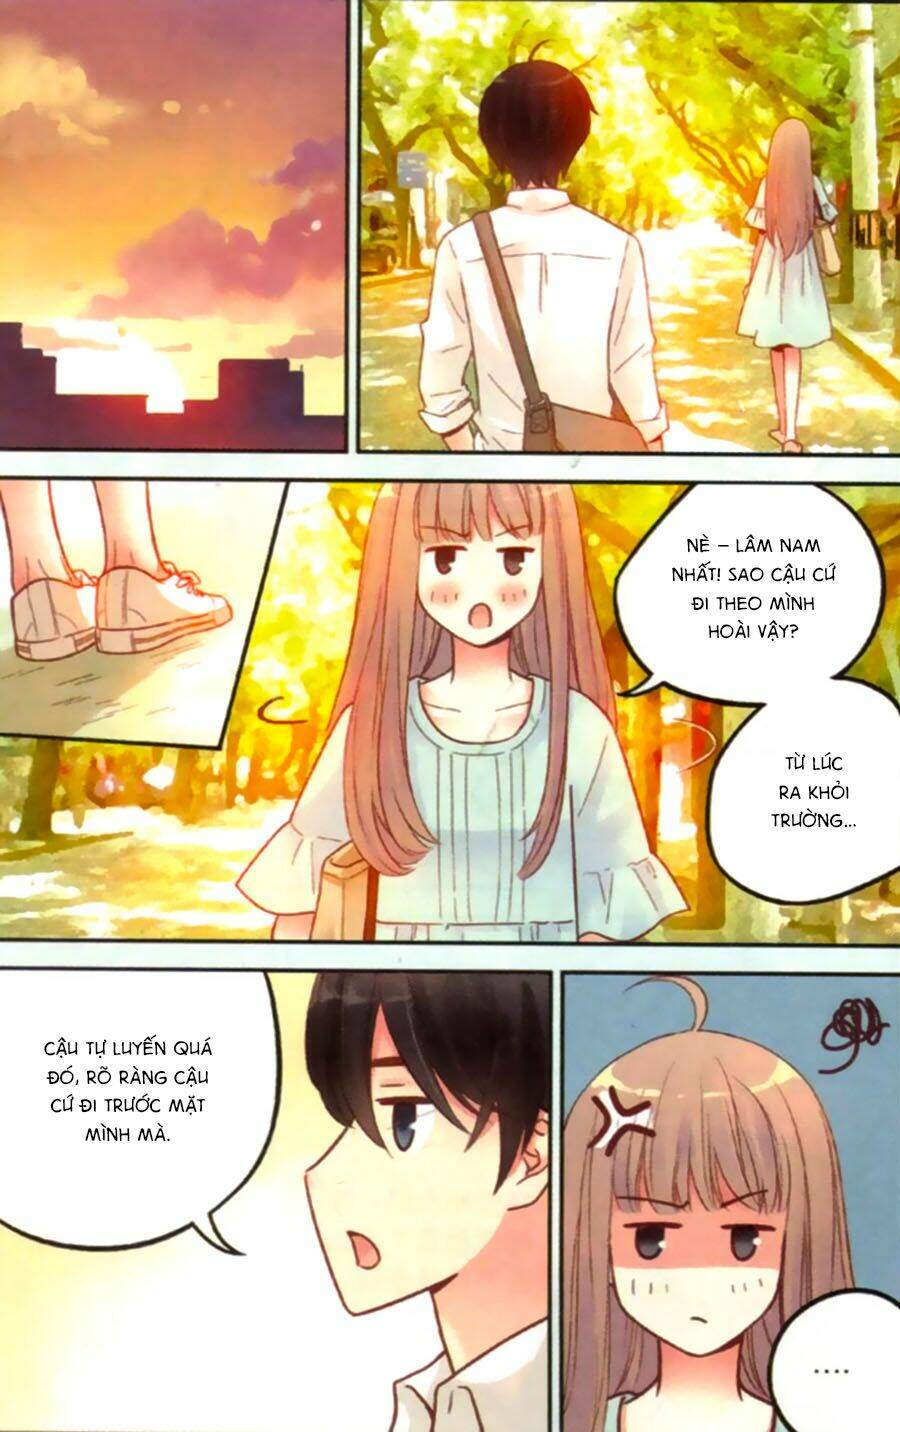 NÈ – LÂM NAM
NHẤT! SAO CẬU CỨ
ĐI THEO MÌNH
HOÀI VẬY?
TỪ LÚC
RA KHỎI
TRƯỜNG...
CẬU TỰ LUYẾN QUÁ
ĐÓ, RÕ RÀNG CẬU
CỨ ĐI TRƯỚC MẶT
MÌNH MÀ.
....